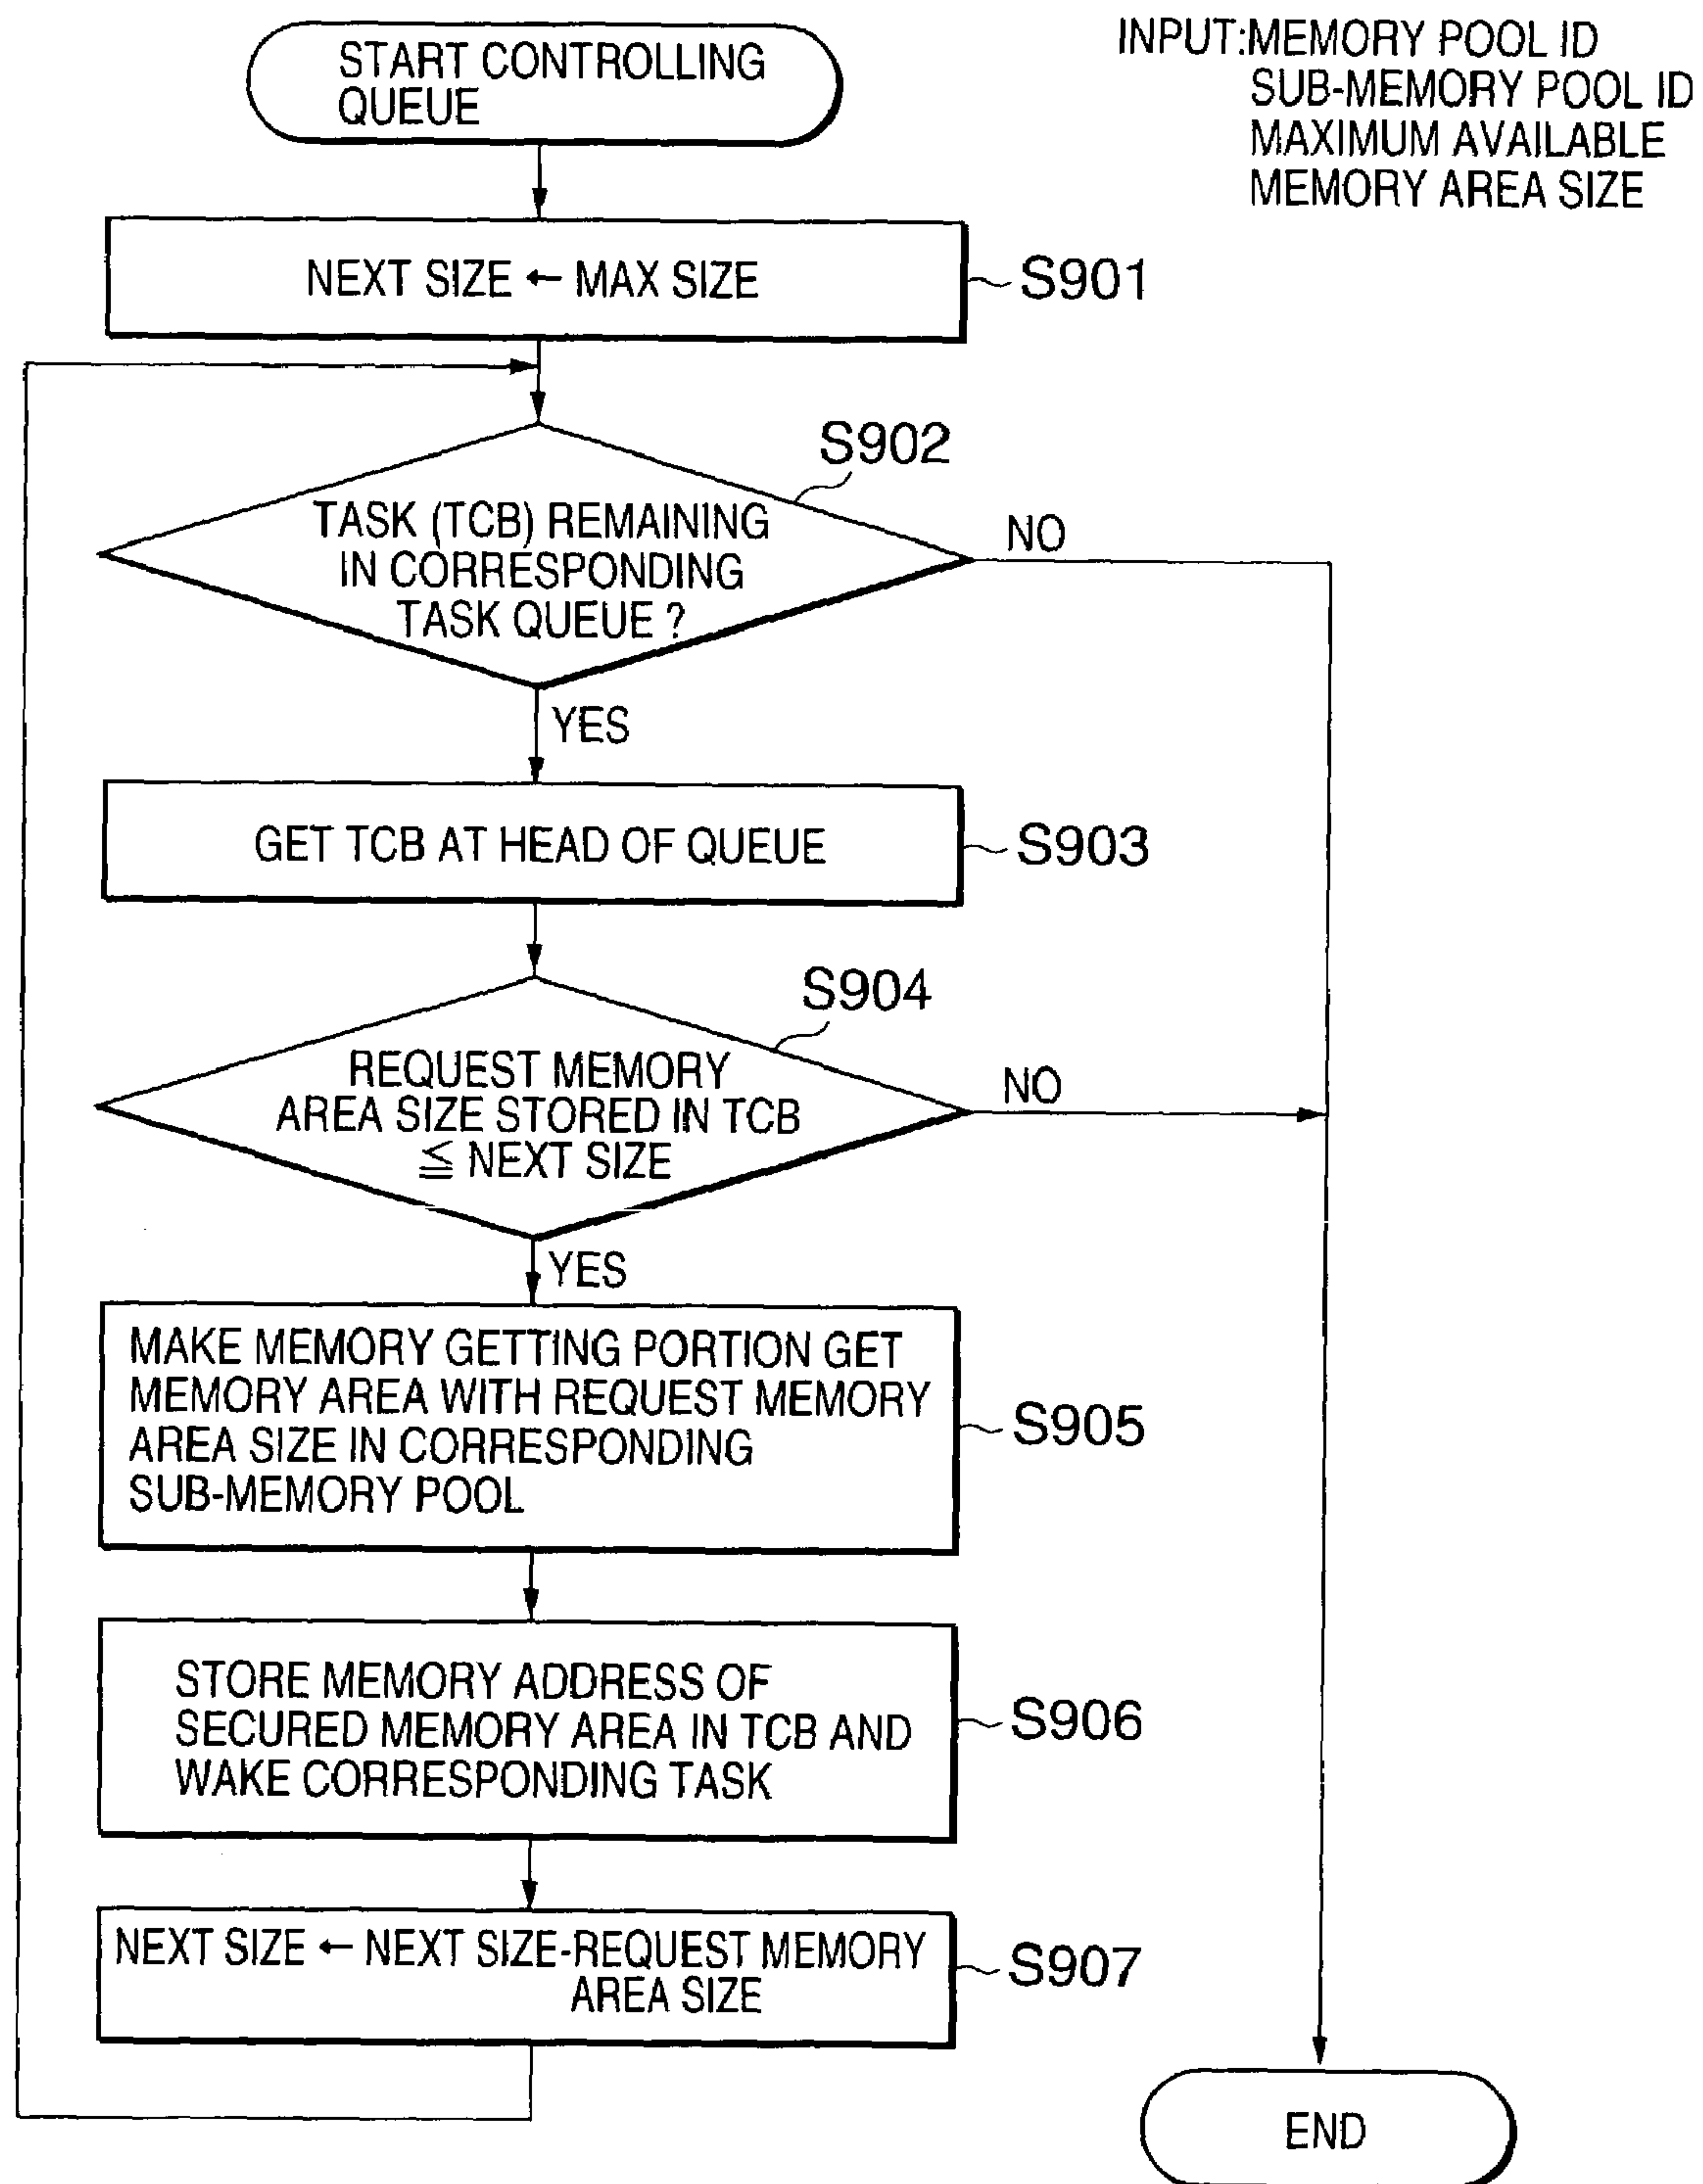 START CONTROLLING
QUEUE
INPUT:MEMORY POOL ID
SUB-MEMORY POOL ID
MAXIMUM AVAILABLE
MEMORY AREA SIZE
NEXT SIZE ← MAX SIZE
S901
S902
TASK (TCB) REMAINING
IN CORRESPONDING
TASK QUEUE ?
NO
YES
GET TCB AT HEAD OF QUEUE
S903
S904
REQUEST MEMORY
AREA SIZE STORED IN TCB
≦ NEXT SIZE
NO
YES
MAKE MEMORY GETTING PORTION GET
MEMORY AREA WITH REQUEST MEMORY
AREA SIZE IN CORRESPONDING
SUB-MEMORY POOL
S905
STORE MEMORY ADDRESS OF
SECURED MEMORY AREA IN TCB AND
WAKE CORRESPONDING TASK
S906
NEXT SIZE ← NEXT SIZE-REQUEST MEMORY
AREA SIZE
S907
END